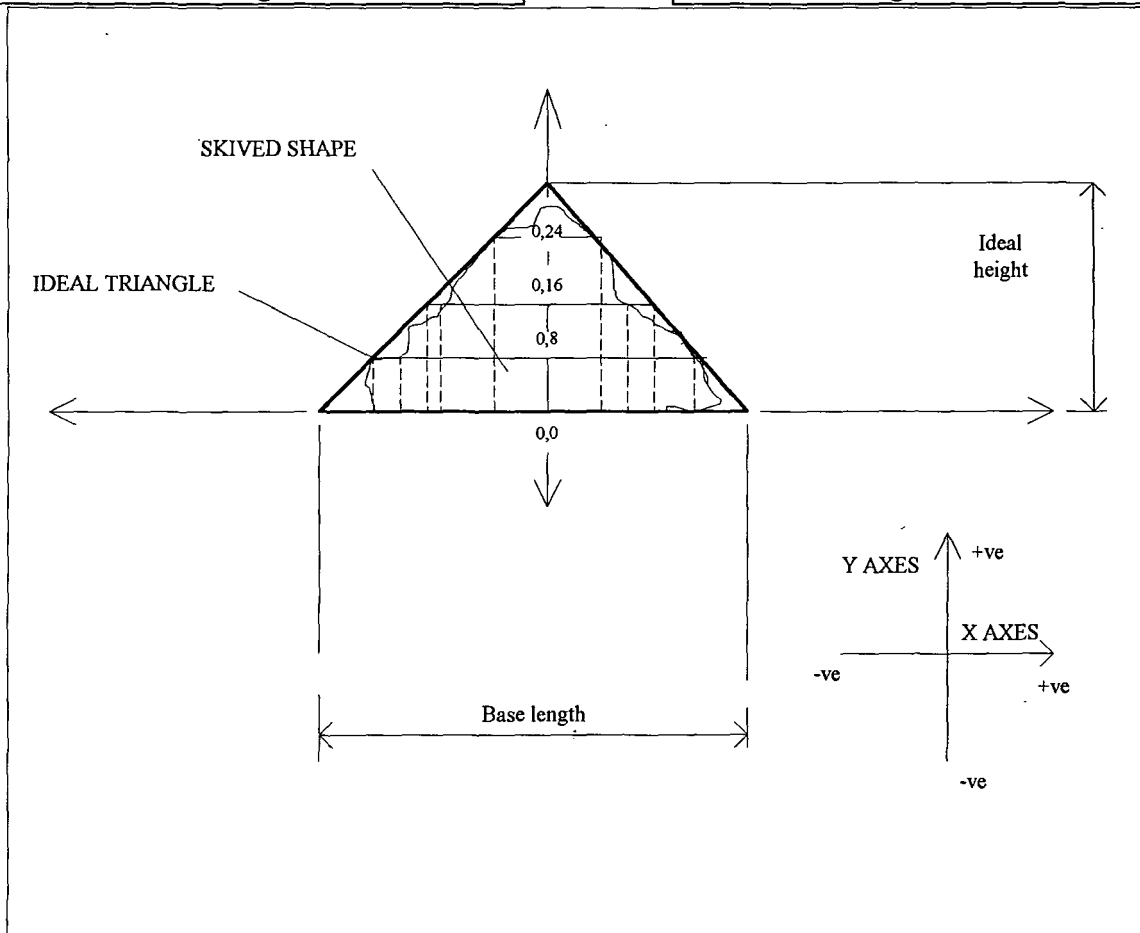 SKIVED SHAPE
0,24
Ideal
height
IDEAL TRIANGLE
0,16
0,8
0,0
Y AXES
+ve
X AXES
-ve
+ve
Base length
-ve